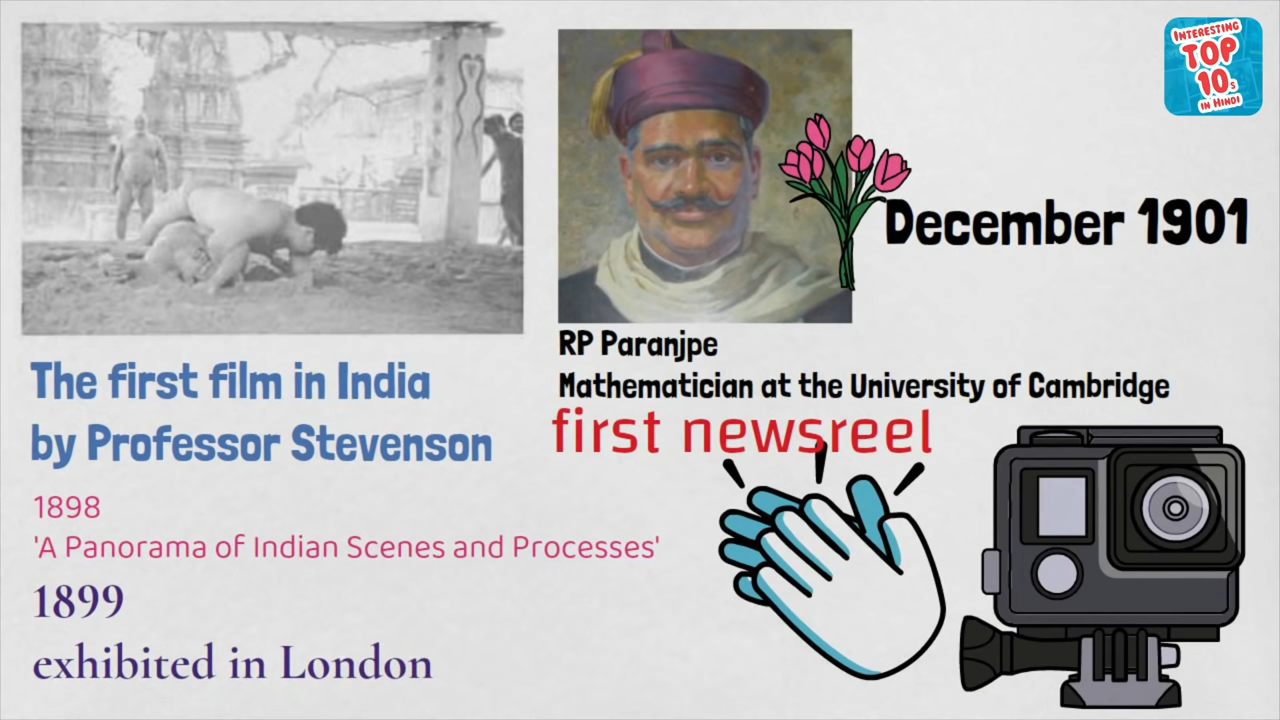 The first film in India
by Professor Stevenson
1898
'A Panorama of Indian Scenes and Processes'
1899
exhibited in London
RP Paranjpe
Mathematician at the University of Cambridge
first newsreel
December 1901
INTERESTING
TOP
10s
IN HINDI